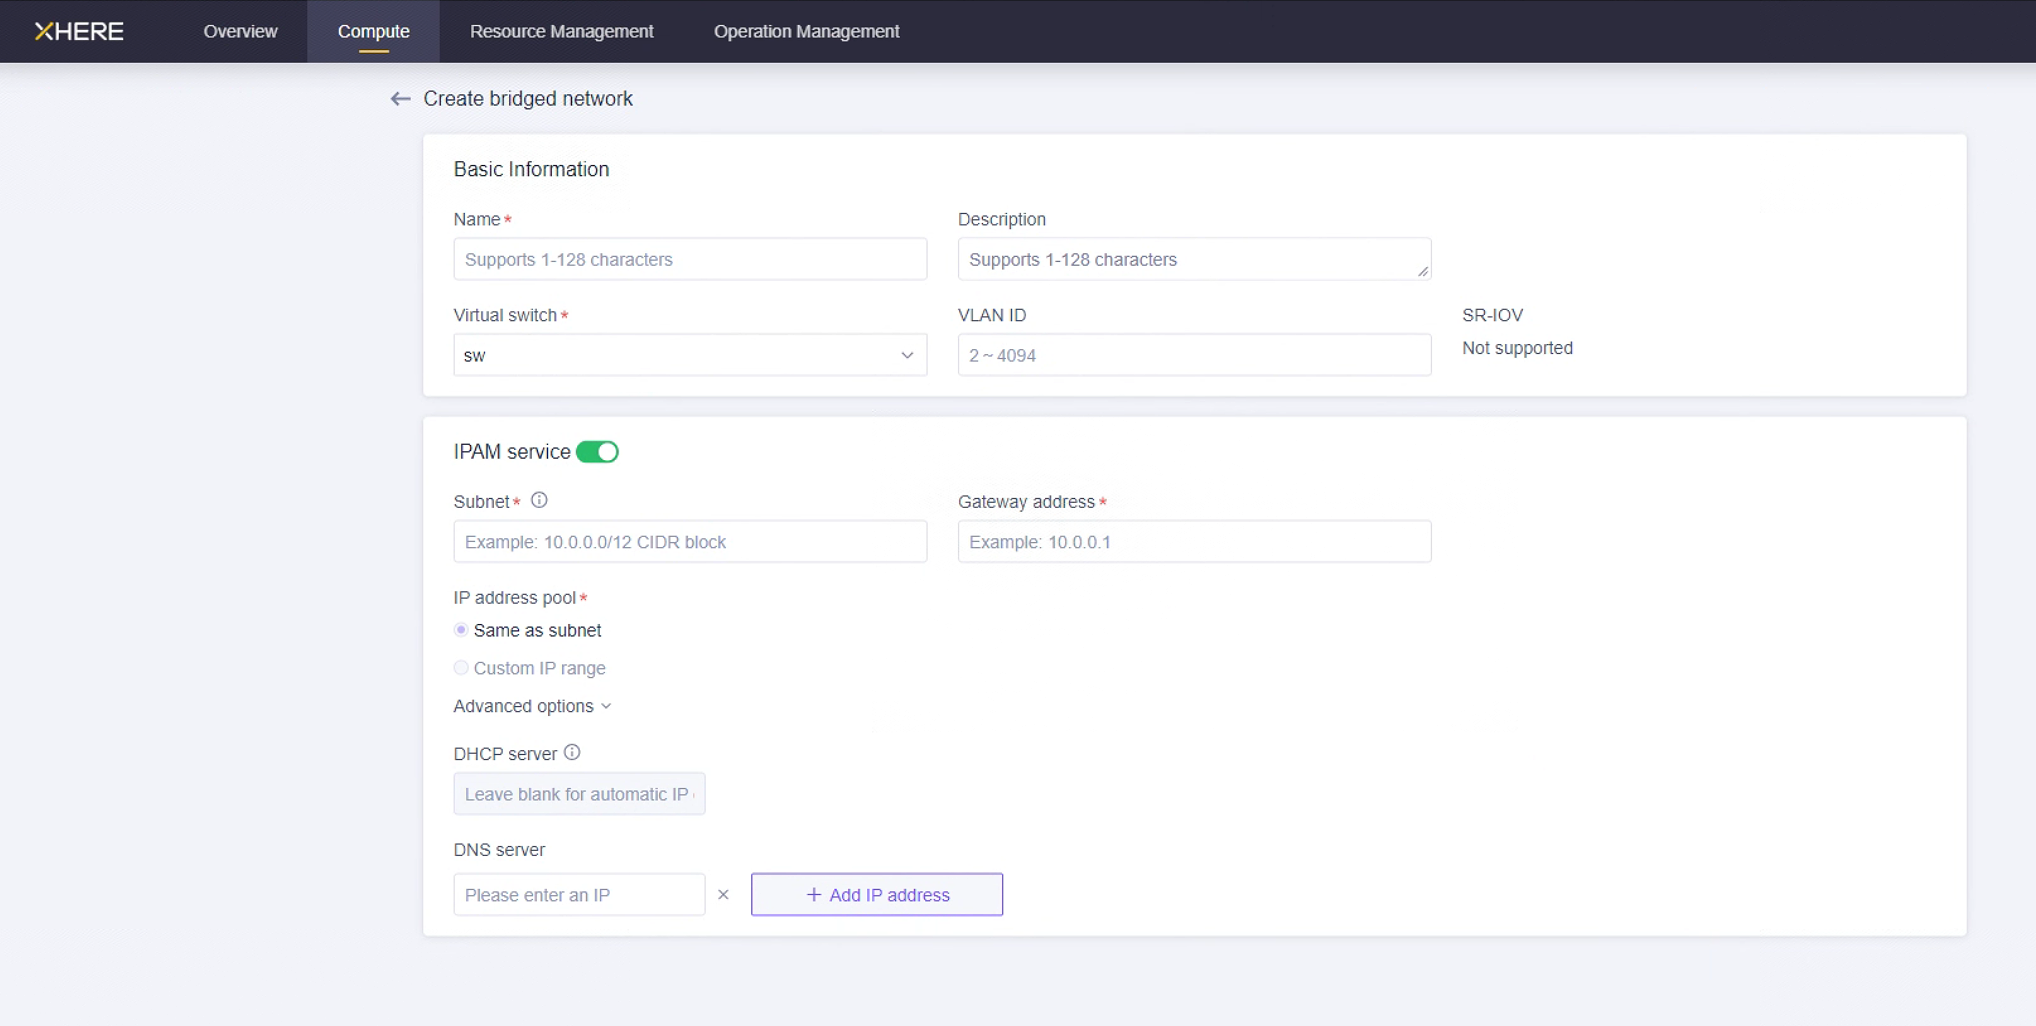 XHERE Overview Compute Resource Management Operation Management
← Create bridged network
Basic Information
Name* Description
Supports 1-128 characters Supports 1-128 characters
Virtual switch* VLAN ID SR-IOV
sw 2 ~ 4094 Not supported
IPAM service
Subnet* Gateway address*
Example: 10.0.0.0/12 CIDR block Example: 10.0.0.1
IP address pool*
Same as subnet
Custom IP range
Advanced options
DHCP server
Leave blank for automatic IP
DNS server
Please enter an IP × + Add IP address